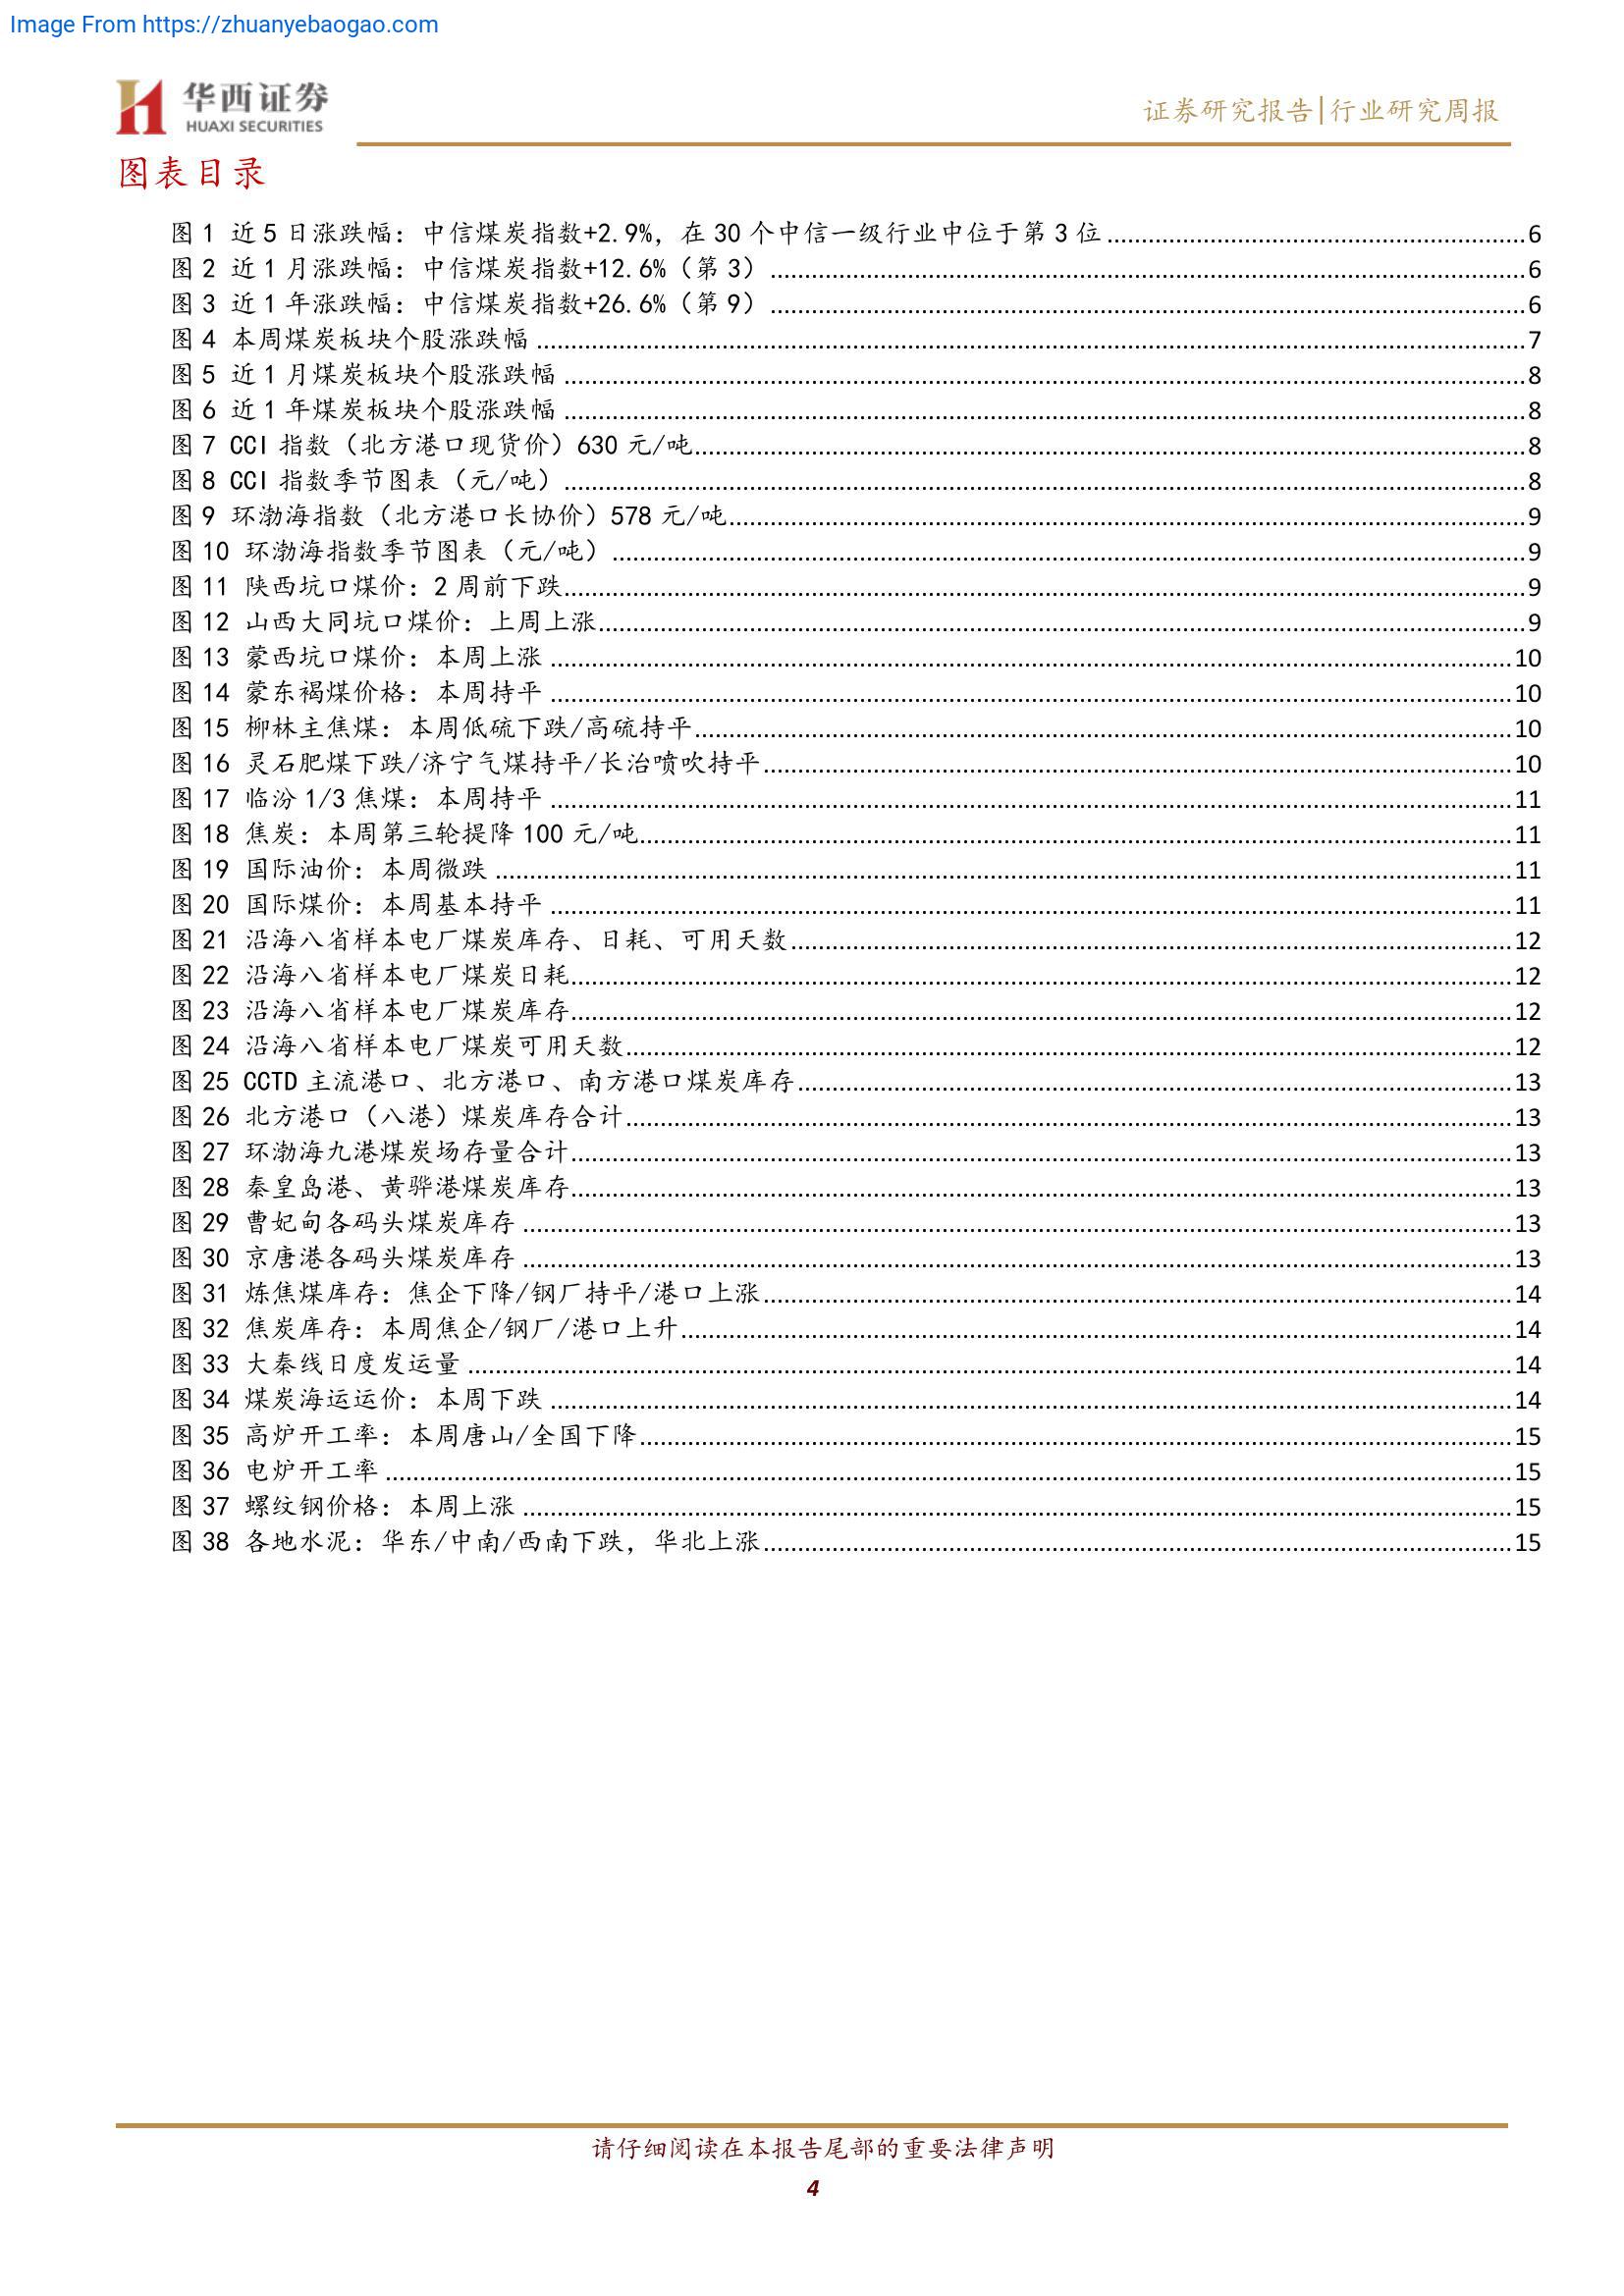 Image From https://zhuanyebaogao.com
华西证券
HUAXI SECURITIES
证券研究报告|行业研究周报
图表目录
图 1 近 5 日涨跌幅：中信煤炭指数+2.9%，在 30 个中信一级行业中位于第 3 位 6
图 2 近 1 月涨跌幅：中信煤炭指数+12.6%（第 3） 6
图 3 近 1 年涨跌幅：中信煤炭指数+26.6%（第 9） 6
图 4 本周煤炭板块个股涨跌幅 7
图 5 近 1 月煤炭板块个股涨跌幅 8
图 6 近 1 年煤炭板块个股涨跌幅 8
图 7 CCI 指数（北方港口现货价）630 元/吨 8
图 8 CCI 指数季节图表（元/吨） 8
图 9 环渤海指数（北方港口长协价）578 元/吨 9
图 10 环渤海指数季节图表（元/吨） 9
图 11 陕西坑口煤价：2 周前下跌 9
图 12 山西大同坑口煤价：上周上涨 9
图 13 蒙西坑口煤价：本周上涨 10
图 14 蒙东褐煤价格：本周持平 10
图 15 柳林主焦煤：本周低硫下跌/高硫持平 10
图 16 灵石肥煤下跌/济宁气煤持平/长治喷吹持平 10
图 17 临汾 1/3 焦煤：本周持平 11
图 18 焦炭：本周第三轮提降 100 元/吨 11
图 19 国际油价：本周微跌 11
图 20 国际煤价：本周基本持平 11
图 21 沿海八省样本电厂煤炭库存、日耗、可用天数 12
图 22 沿海八省样本电厂煤炭日耗 12
图 23 沿海八省样本电厂煤炭库存 12
图 24 沿海八省样本电厂煤炭可用天数 12
图 25 CCTD 主流港口、北方港口、南方港口煤炭库存 13
图 26 北方港口（八港）煤炭库存合计 13
图 27 环渤海九港煤炭场存量合计 13
图 28 秦皇岛港、黄骅港煤炭库存 13
图 29 曹妃甸各码头煤炭库存 13
图 30 京唐港各码头煤炭库存 13
图 31 炼焦煤库存：焦企下降/钢厂持平/港口上涨 14
图 32 焦炭库存：本周焦企/钢厂/港口上升 14
图 33 大秦线日度发运量 14
图 34 煤炭海运运价：本周下跌 14
图 35 高炉开工率：本周唐山/全国下降 15
图 36 电炉开工率 15
图 37 螺纹钢价格：本周上涨 15
图 38 各地水泥：华东/中南/西南下跌，华北上涨 15
请仔细阅读在本报告尾部的重要法律声明
4